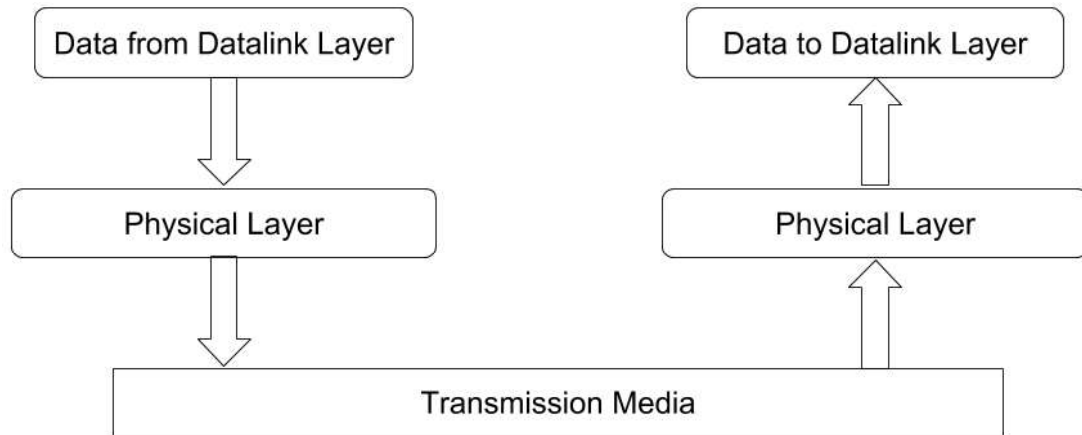 Data from Datalink Layer
Data to Datalink Layer
Physical Layer
Physical Layer
Transmission Media